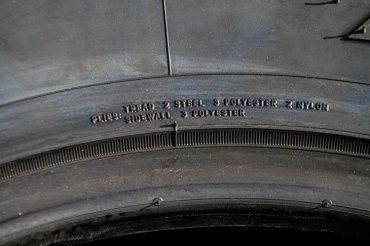 PLIES: TREAD 2 STEEL 3 POLYESTER 2 NYLON
SIDEWALL 3 POLYESTER